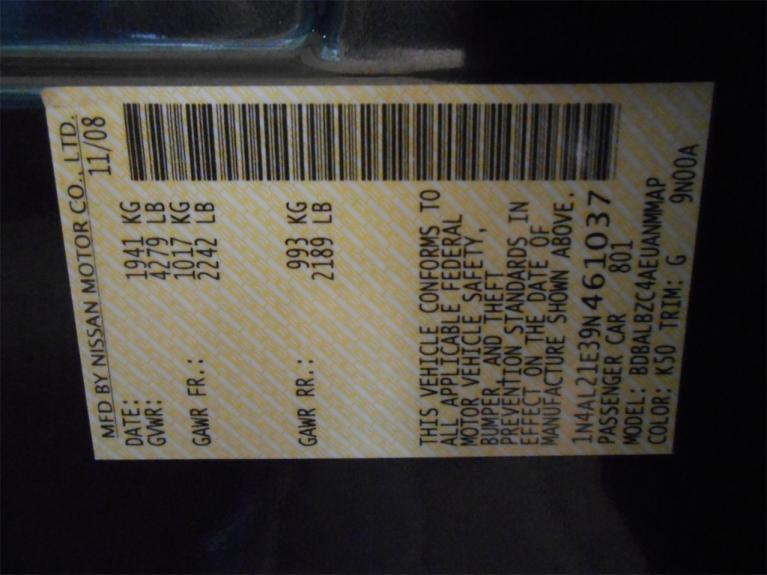 MFD BY NISSAN MOTOR CO., LTD.
DATE: 11/08
GVWR: 1941 KG
4279 LB
GAWR FR.: 1017 KG
2242 LB
GAWR RR.: 993 KG
2189 LB
THIS VEHICLE CONFORMS TO
ALL APPLICABLE FEDERAL
MOTOR VEHICLE SAFETY,
BUMPER, AND THEFT
PREVENTION STANDARDS IN
EFFECT ON THE DATE OF
MANUFACTURE SHOWN ABOVE.
1N4AL21E39N461037
PASSENGER CAR 801
MODEL: BDBALBZC4AEUANMMAP
COLOR: K50 TRIM: G 9N00A